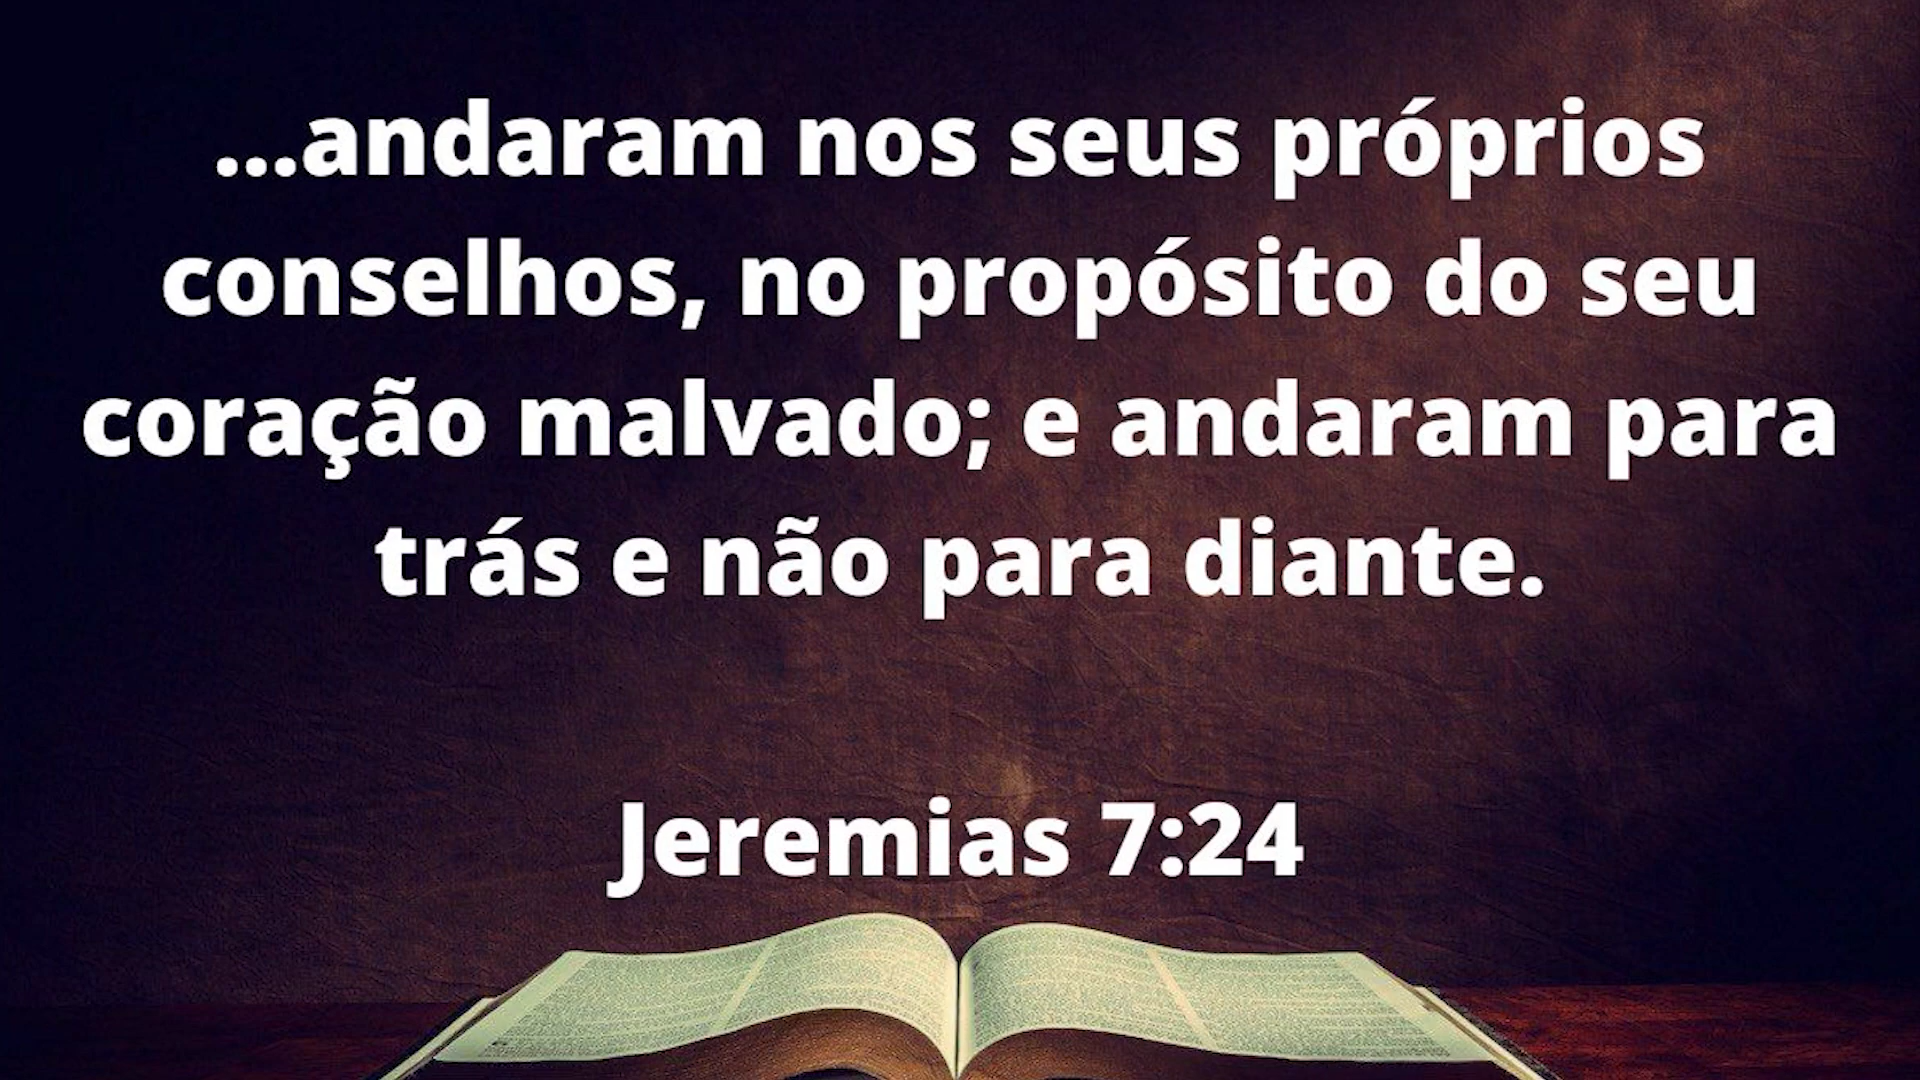 ...andaram nos seus próprios
conselhos, no propósito do seu
coração malvado; e andaram para
trás e não para diante.
Jeremias 7:24